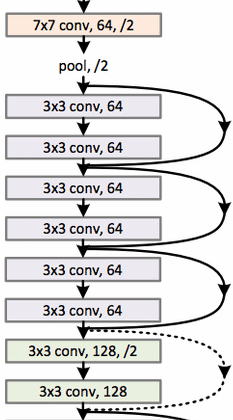 7x7 conv, 64, /2
pool, /2
3x3 conv, 64
3x3 conv, 64
3x3 conv, 64
3x3 conv, 64
3x3 conv, 64
3x3 conv, 64
3x3 conv, 128, /2
3x3 conv, 128